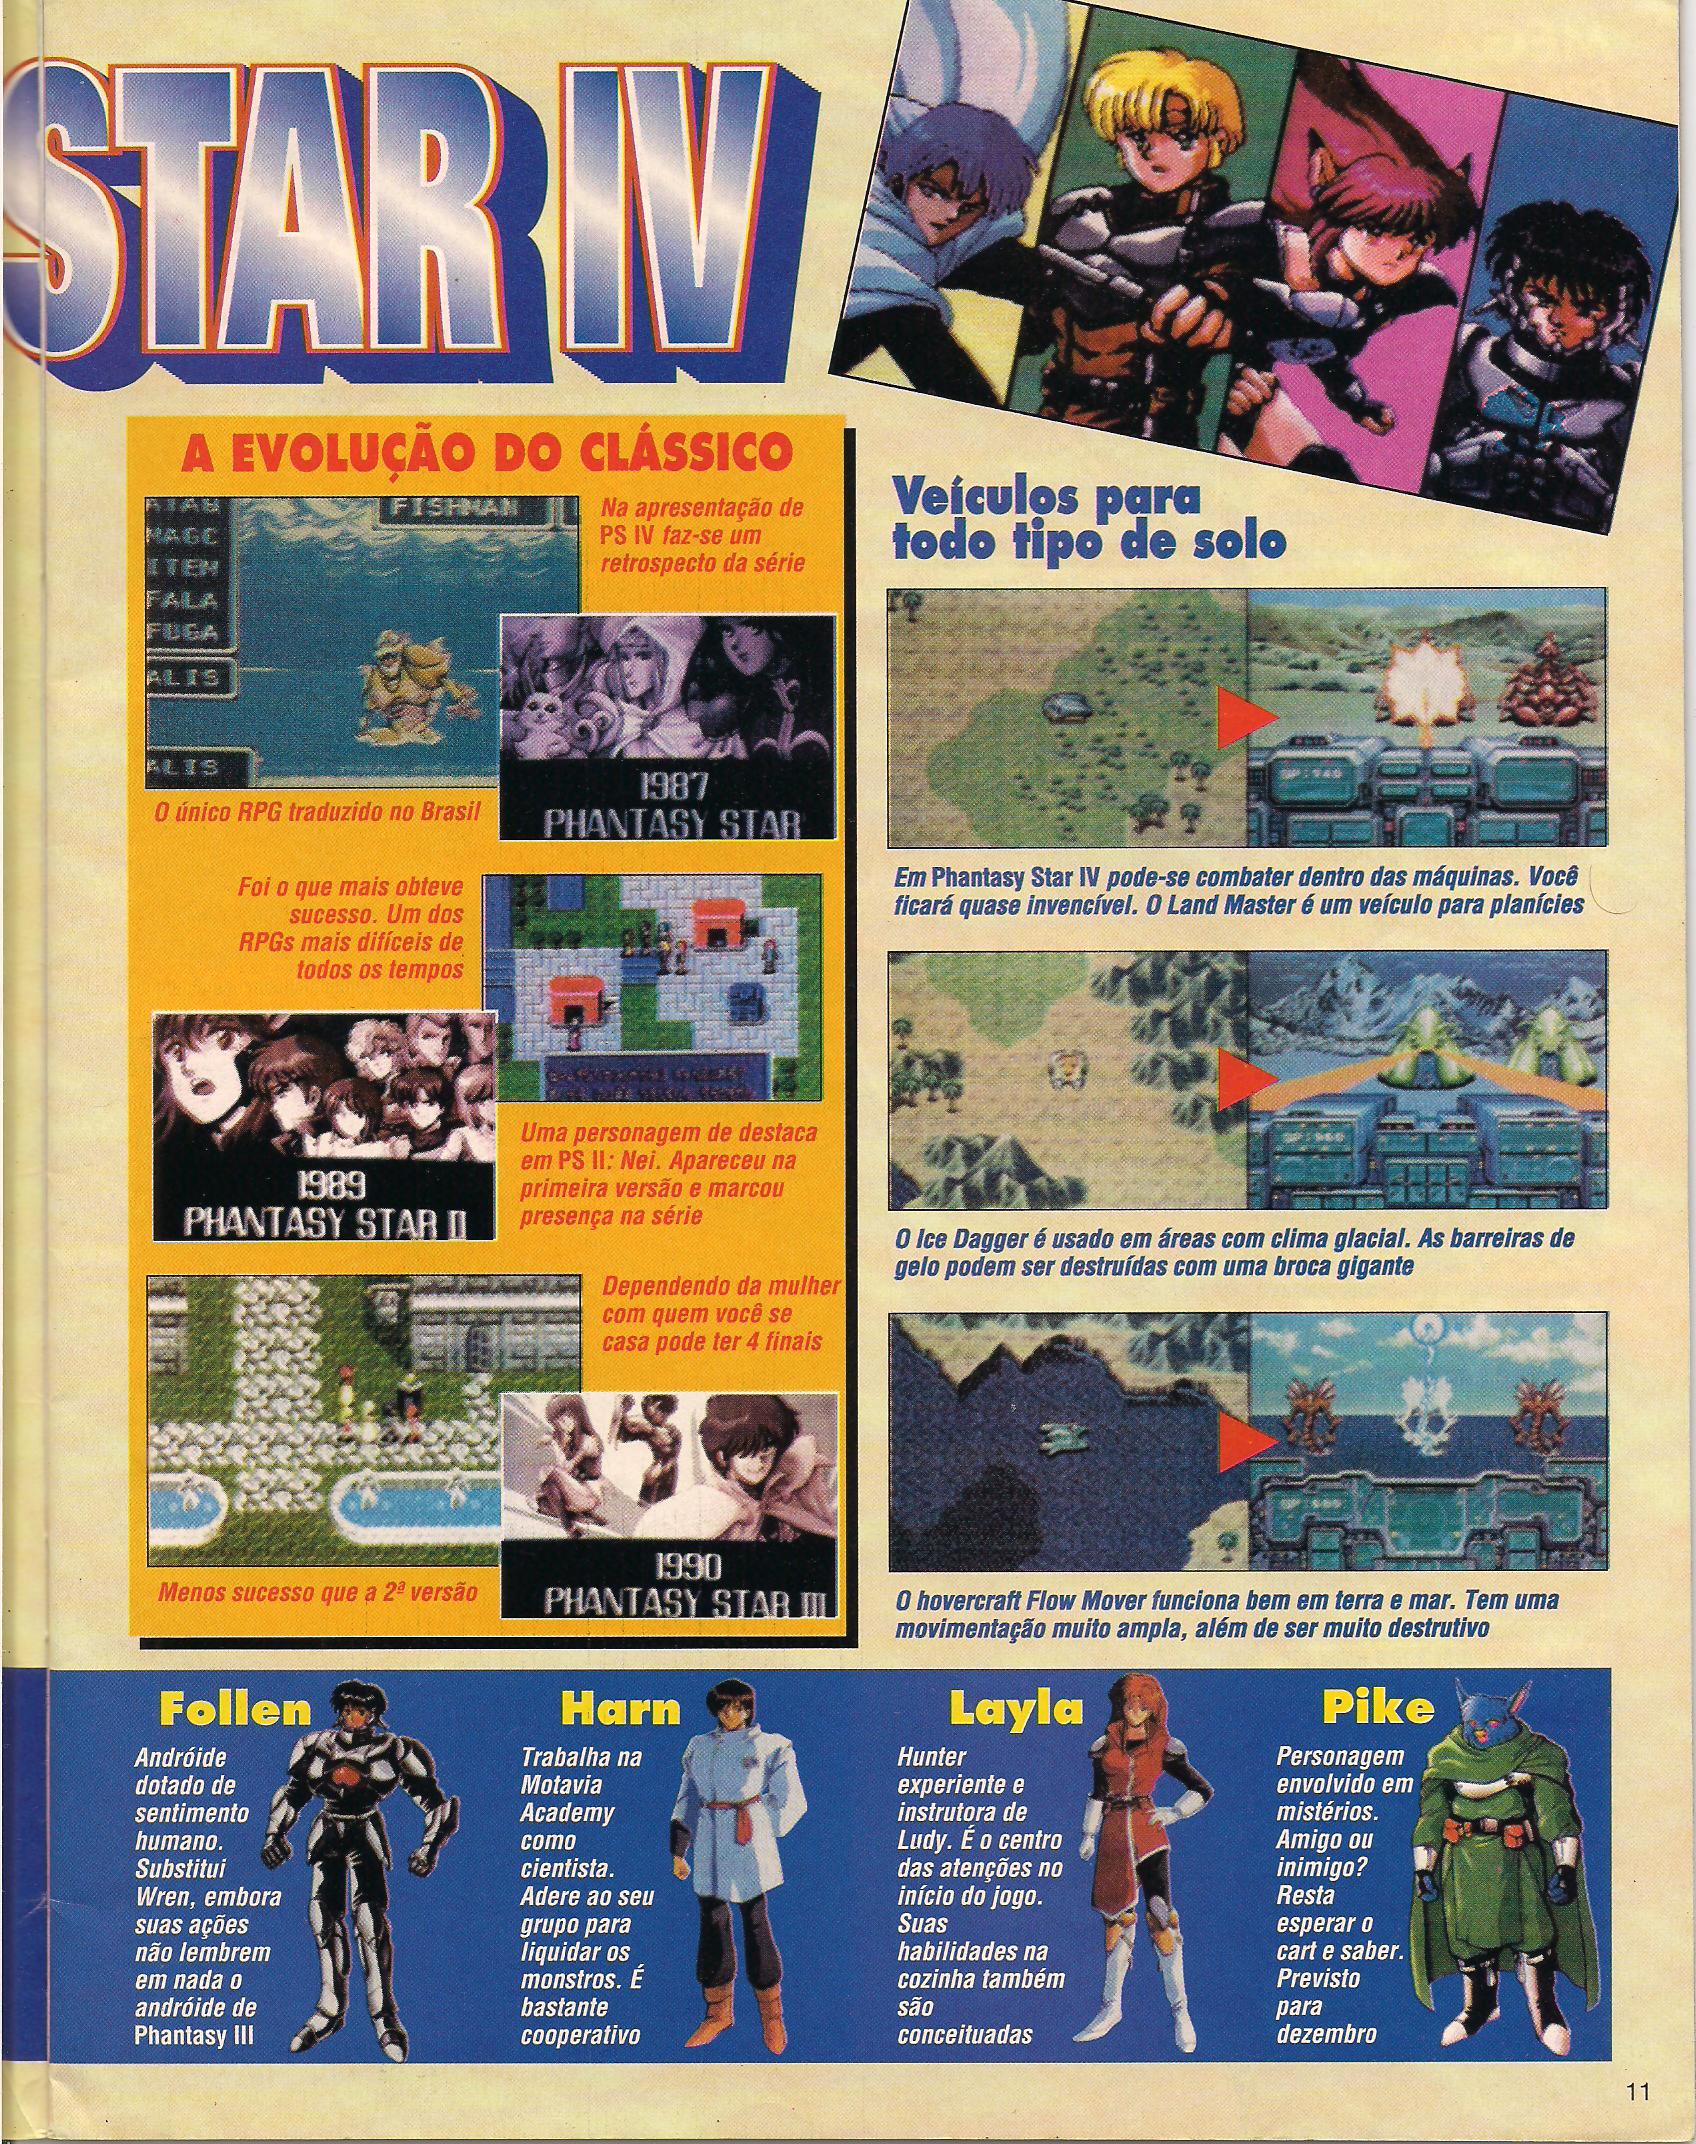 STAR IV
A EVOLUÇÃO DO CLÁSSICO
FISHMAN
MAGC
ITEM
FALA
FUGA
ALIS
ALIS
Na apresentação de
PS IV faz-se um
retrospecto da série
1987
PHANTASY STAR
O único RPG traduzido no Brasil
Foi o que mais obteve
sucesso. Um dos
RPGs mais difíceis de
todos os tempos
1989
PHANTASY STAR II
Uma personagem de destaca
em PS II: Nei. Apareceu na
primeira versão e marcou
presença na série
Dependendo da mulher
com quem você se
casa pode ter 4 finais
1990
PHANTASY STAR III
Menos sucesso que a 2ª versão
Veículos para
todo tipo de solo
Em Phantasy Star IV pode-se combater dentro das máquinas. Você
ficará quase invencível. O Land Master é um veículo para planícies
O Ice Dagger é usado em áreas com clima glacial. As barreiras de
gelo podem ser destruídas com uma broca gigante
O hovercraft Flow Mover funciona bem em terra e mar. Tem uma
movimentação muito ampla, além de ser muito destrutivo
Follen
Andróide
dotado de
sentimento
humano.
Substitui
Wren, embora
suas ações
não lembrem
em nada o
andróide de
Phantasy III
Harn
Trabalha na
Motavia
Academy
como
cientista.
Adere ao seu
grupo para
liquidar os
monstros. É
bastante
cooperativo
Layla
Hunter
experiente e
instrutora de
Ludy. É o centro
das atenções no
início do jogo.
Suas
habilidades na
cozinha também
são
conceituadas
Pike
Personagem
envolvido em
mistérios.
Amigo ou
inimigo?
Resta
esperar o
cart e saber.
Previsto
para
dezembro
11